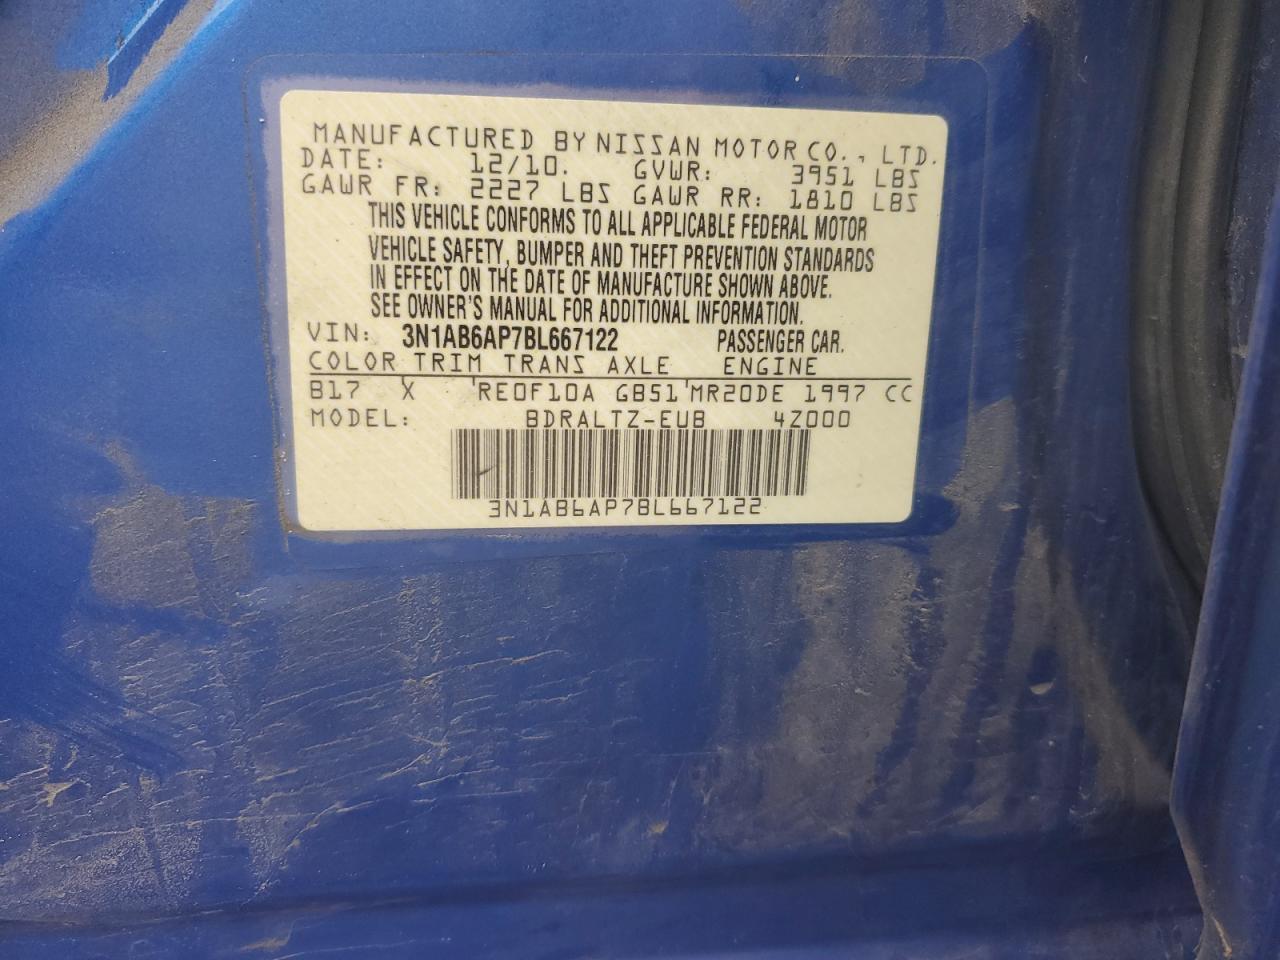 MANUFACTURED BY NISSAN MOTOR CO., LTD.
DATE: 12/10. GVWR: 3951 LBS
GAWR FR: 2227 LBS GAWR RR: 1810 LBS
THIS VEHICLE CONFORMS TO ALL APPLICABLE FEDERAL MOTOR
VEHICLE SAFETY, BUMPER AND THEFT PREVENTION STANDARDS
IN EFFECT ON THE DATE OF MANUFACTURE SHOWN ABOVE.
SEE OWNER'S MANUAL FOR ADDITIONAL INFORMATION.
VIN: 3N1AB6AP7BL667122 PASSENGER CAR.
COLOR TRIM TRANS AXLE ENGINE
B17 X 'RE0F10A GB51'MR20DE 1997 CC
MODEL: BDRALTZ-EUB 4Z000
3N1AB6AP7BL667122